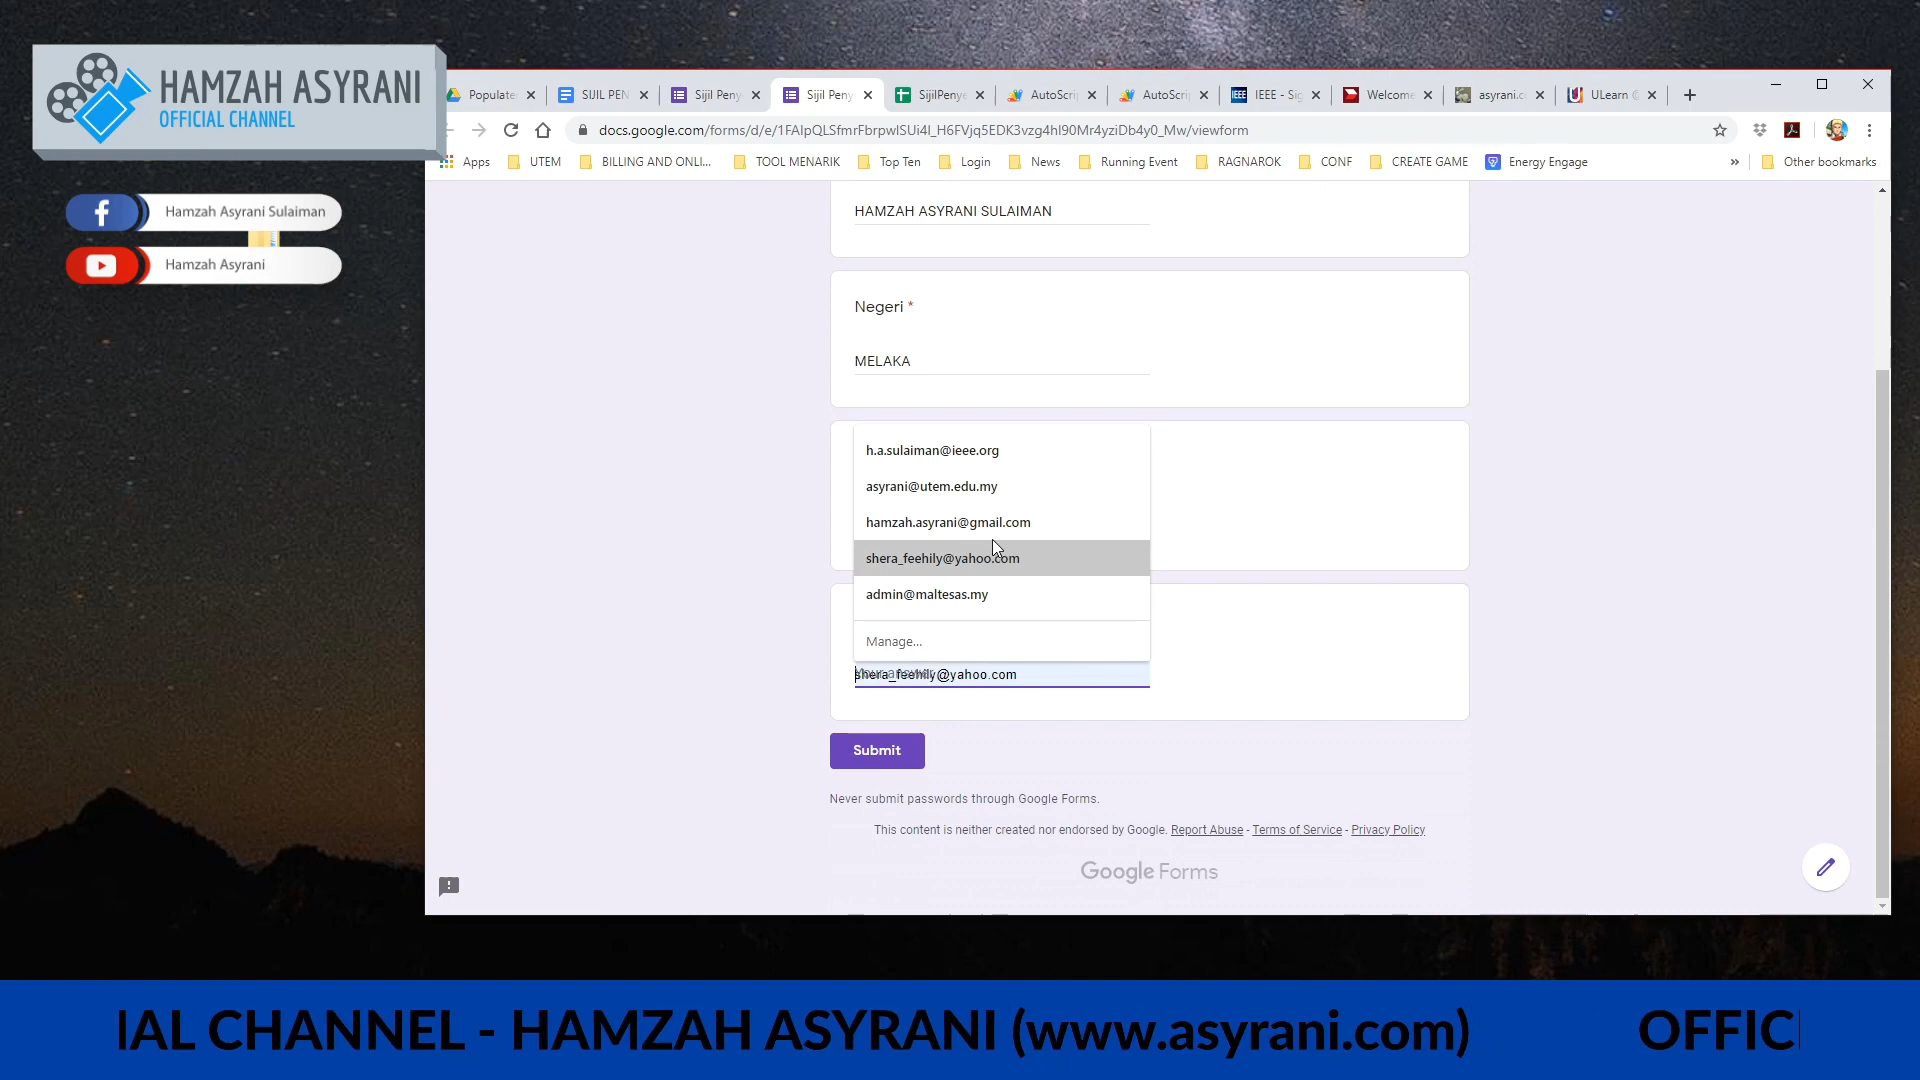 HAMZAH ASYRANI
OFFICIAL CHANNEL
Hamzah Asyrani Sulaiman
Hamzah Asyrani
Populate
SIJIL PEN
Sijil Peny
Sijil Peny
SijilPenye
AutoScri
AutoScrip
IEEE IEEE - Sig
Welcome
asyrani.c
ULearn
docs.google.com/forms/d/e/1FAIpQLSfmrFbrpwISUi4I_H6FVjq5EDK3vzg4hI90Mr4yziDb4y0_Mw/viewform
Apps
UTEM
BILLING AND ONLI...
TOOL MENARIK
Top Ten
Login
News
Running Event
RAGNAROK
CONF
CREATE GAME
Energy Engage
»
Other bookmarks
HAMZAH ASYRANI SULAIMAN
Negeri *
MELAKA
h.a.sulaiman@ieee.org
asyrani@utem.edu.my
hamzah.asyrani@gmail.com
shera_feehily@yahoo.com
admin@maltesas.my
Manage...
shera_feehily@yahoo.com
Submit
Never submit passwords through Google Forms.
This content is neither created nor endorsed by Google. Report Abuse - Terms of Service - Privacy Policy
Google Forms
IAL CHANNEL - HAMZAH ASYRANI (www.asyrani.com) OFFIC